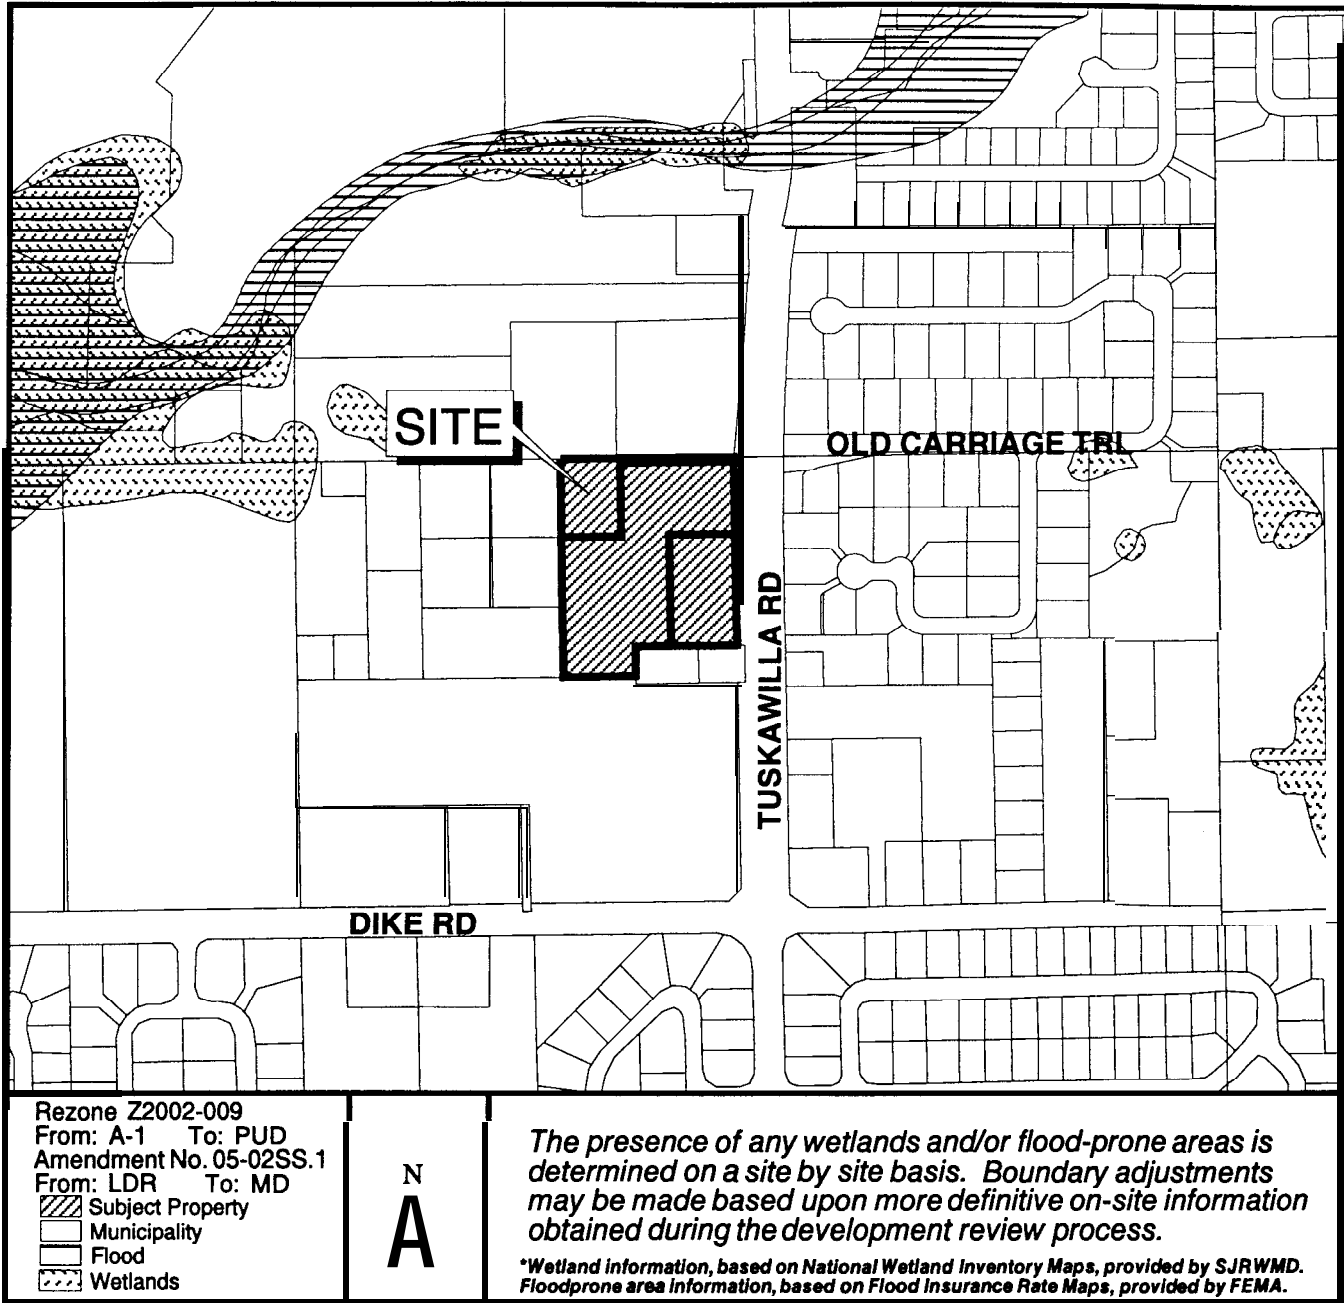 SITE
OLD CARRIAGE TRL
TUSKAWILLA RD
DIKE RD
Rezone Z2002-009
From: A-1 To: PUD
Amendment No. 05-02SS.1
From: LDR To: MD
Subject Property
Municipality
Flood
Wetlands
N
A
The presence of any wetlands and/or flood-prone areas is
determined on a site by site basis. Boundary adjustments
may be made based upon more definitive on-site information
obtained during the development review process.
*Wetland information, based on National Wetland Inventory Maps, provided by SJRWMD.
Floodprone area information, based on Flood Insurance Rate Maps, provided by FEMA.